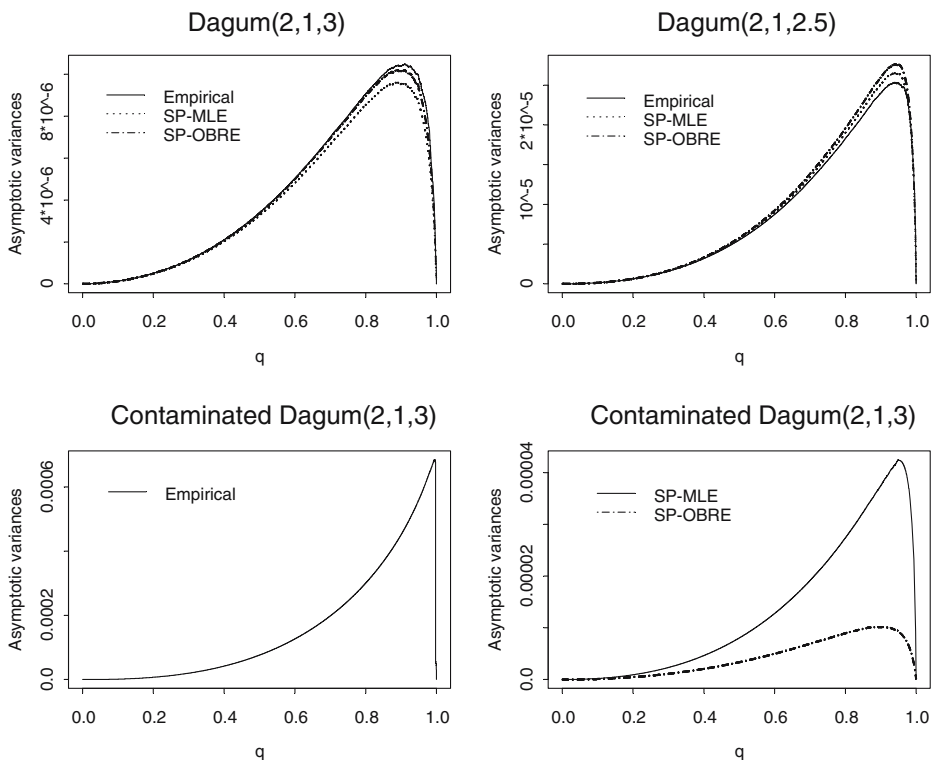 Dagum(2,1,3)
Asymptotic variances
8*10^-6
4*10^-6
0
Empirical
SP-MLE
SP-OBRE
0.0 0.2 0.4 0.6 0.8 1.0
q
Dagum(2,1,2.5)
Asymptotic variances
2*10^-5
10^-5
0
Empirical
SP-MLE
SP-OBRE
0.0 0.2 0.4 0.6 0.8 1.0
q
Contaminated Dagum(2,1,3)
Asymptotic variances
0.0006
0.0002
0.0
Empirical
0.0 0.2 0.4 0.6 0.8 1.0
q
Contaminated Dagum(2,1,3)
Asymptotic variances
0.00004
0.00002
0.0
SP-MLE
SP-OBRE
0.0 0.2 0.4 0.6 0.8 1.0
q